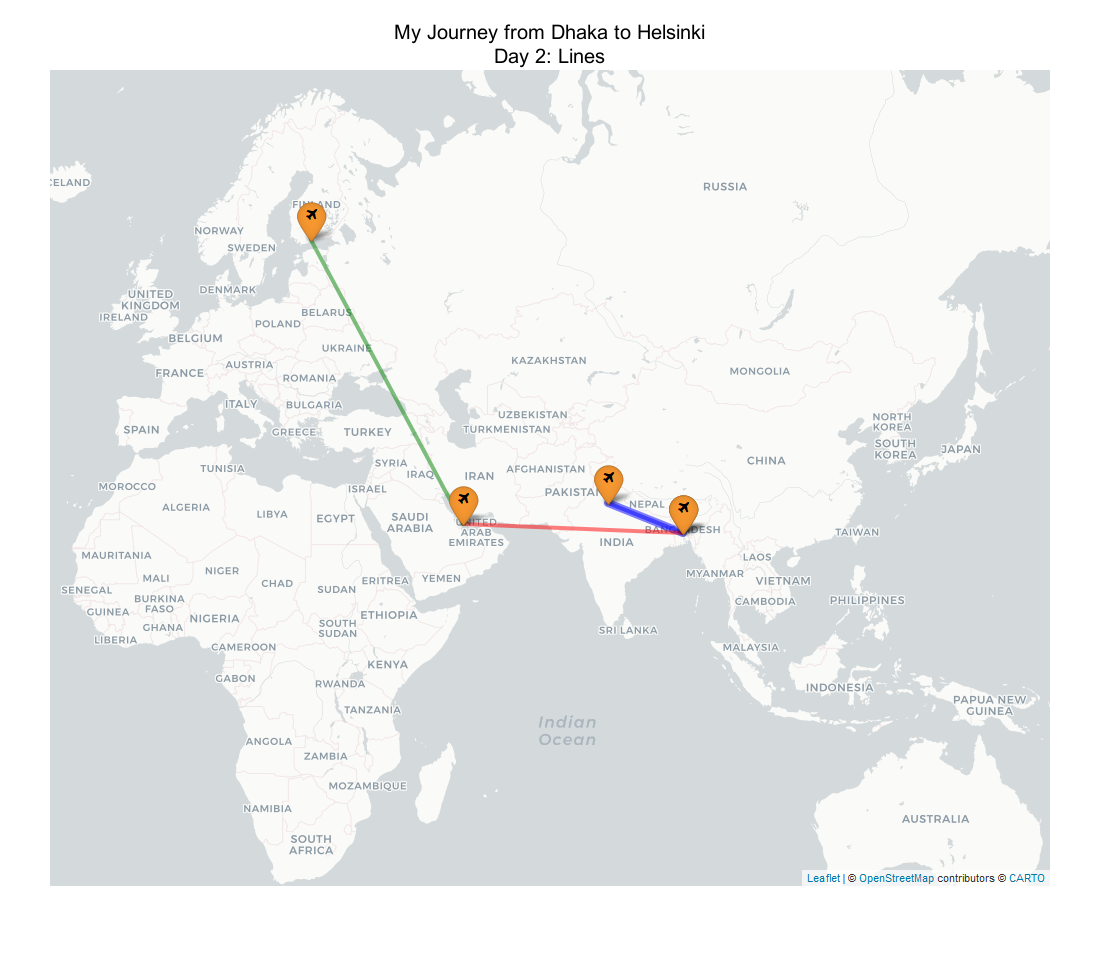 My Journey from Dhaka to Helsinki
Day 2: Lines
CELAND
RUSSIA
FINLAND
NORWAY
SWEDEN
UNITED
KINGDOM
DENMARK
IRELAND
BELARUS
POLAND
BELGIUM
UKRAINE
AUSTRIA
FRANCE
ROMANIA
KAZAKHSTAN
MONGOLIA
ITALY
BULGARIA
SPAIN
GREECE
TURKEY
UZBEKISTAN
TURKMENISTAN
NORTH
KOREA
SOUTH
KOREA
JAPAN
CHINA
TUNISIA
SYRIA
IRAQ
IRAN
AFGHANISTAN
MOROCCO
ISRAEL
PAKISTAN
NEPAL
ALGERIA
LIBYA
EGYPT
SAUDI
ARABIA
UNITED
ARAB
EMIRATES
INDIA
BANGLADESH
TAIWAN
MAURITANIA
MALI
NIGER
CHAD
SUDAN
ERITREA
YEMEN
LAOS
MYANMAR
VIETNAM
SENEGAL
BURKINA
FASO
GUINEA
NIGERIA
ETHIOPIA
CAMBODIA
PHILIPPINES
GHANA
SOUTH
SUDAN
LIBERIA
SRI LANKA
CAMEROON
MALAYSIA
GABON
KENYA
RWANDA
INDONESIA
TANZANIA
PAPUA NEW
GUINEA
Indian
Ocean
ANGOLA
ZAMBIA
MOZAMBIQUE
NAMIBIA
AUSTRALIA
SOUTH
AFRICA
Leaflet | © OpenStreetMap contributors © CARTO